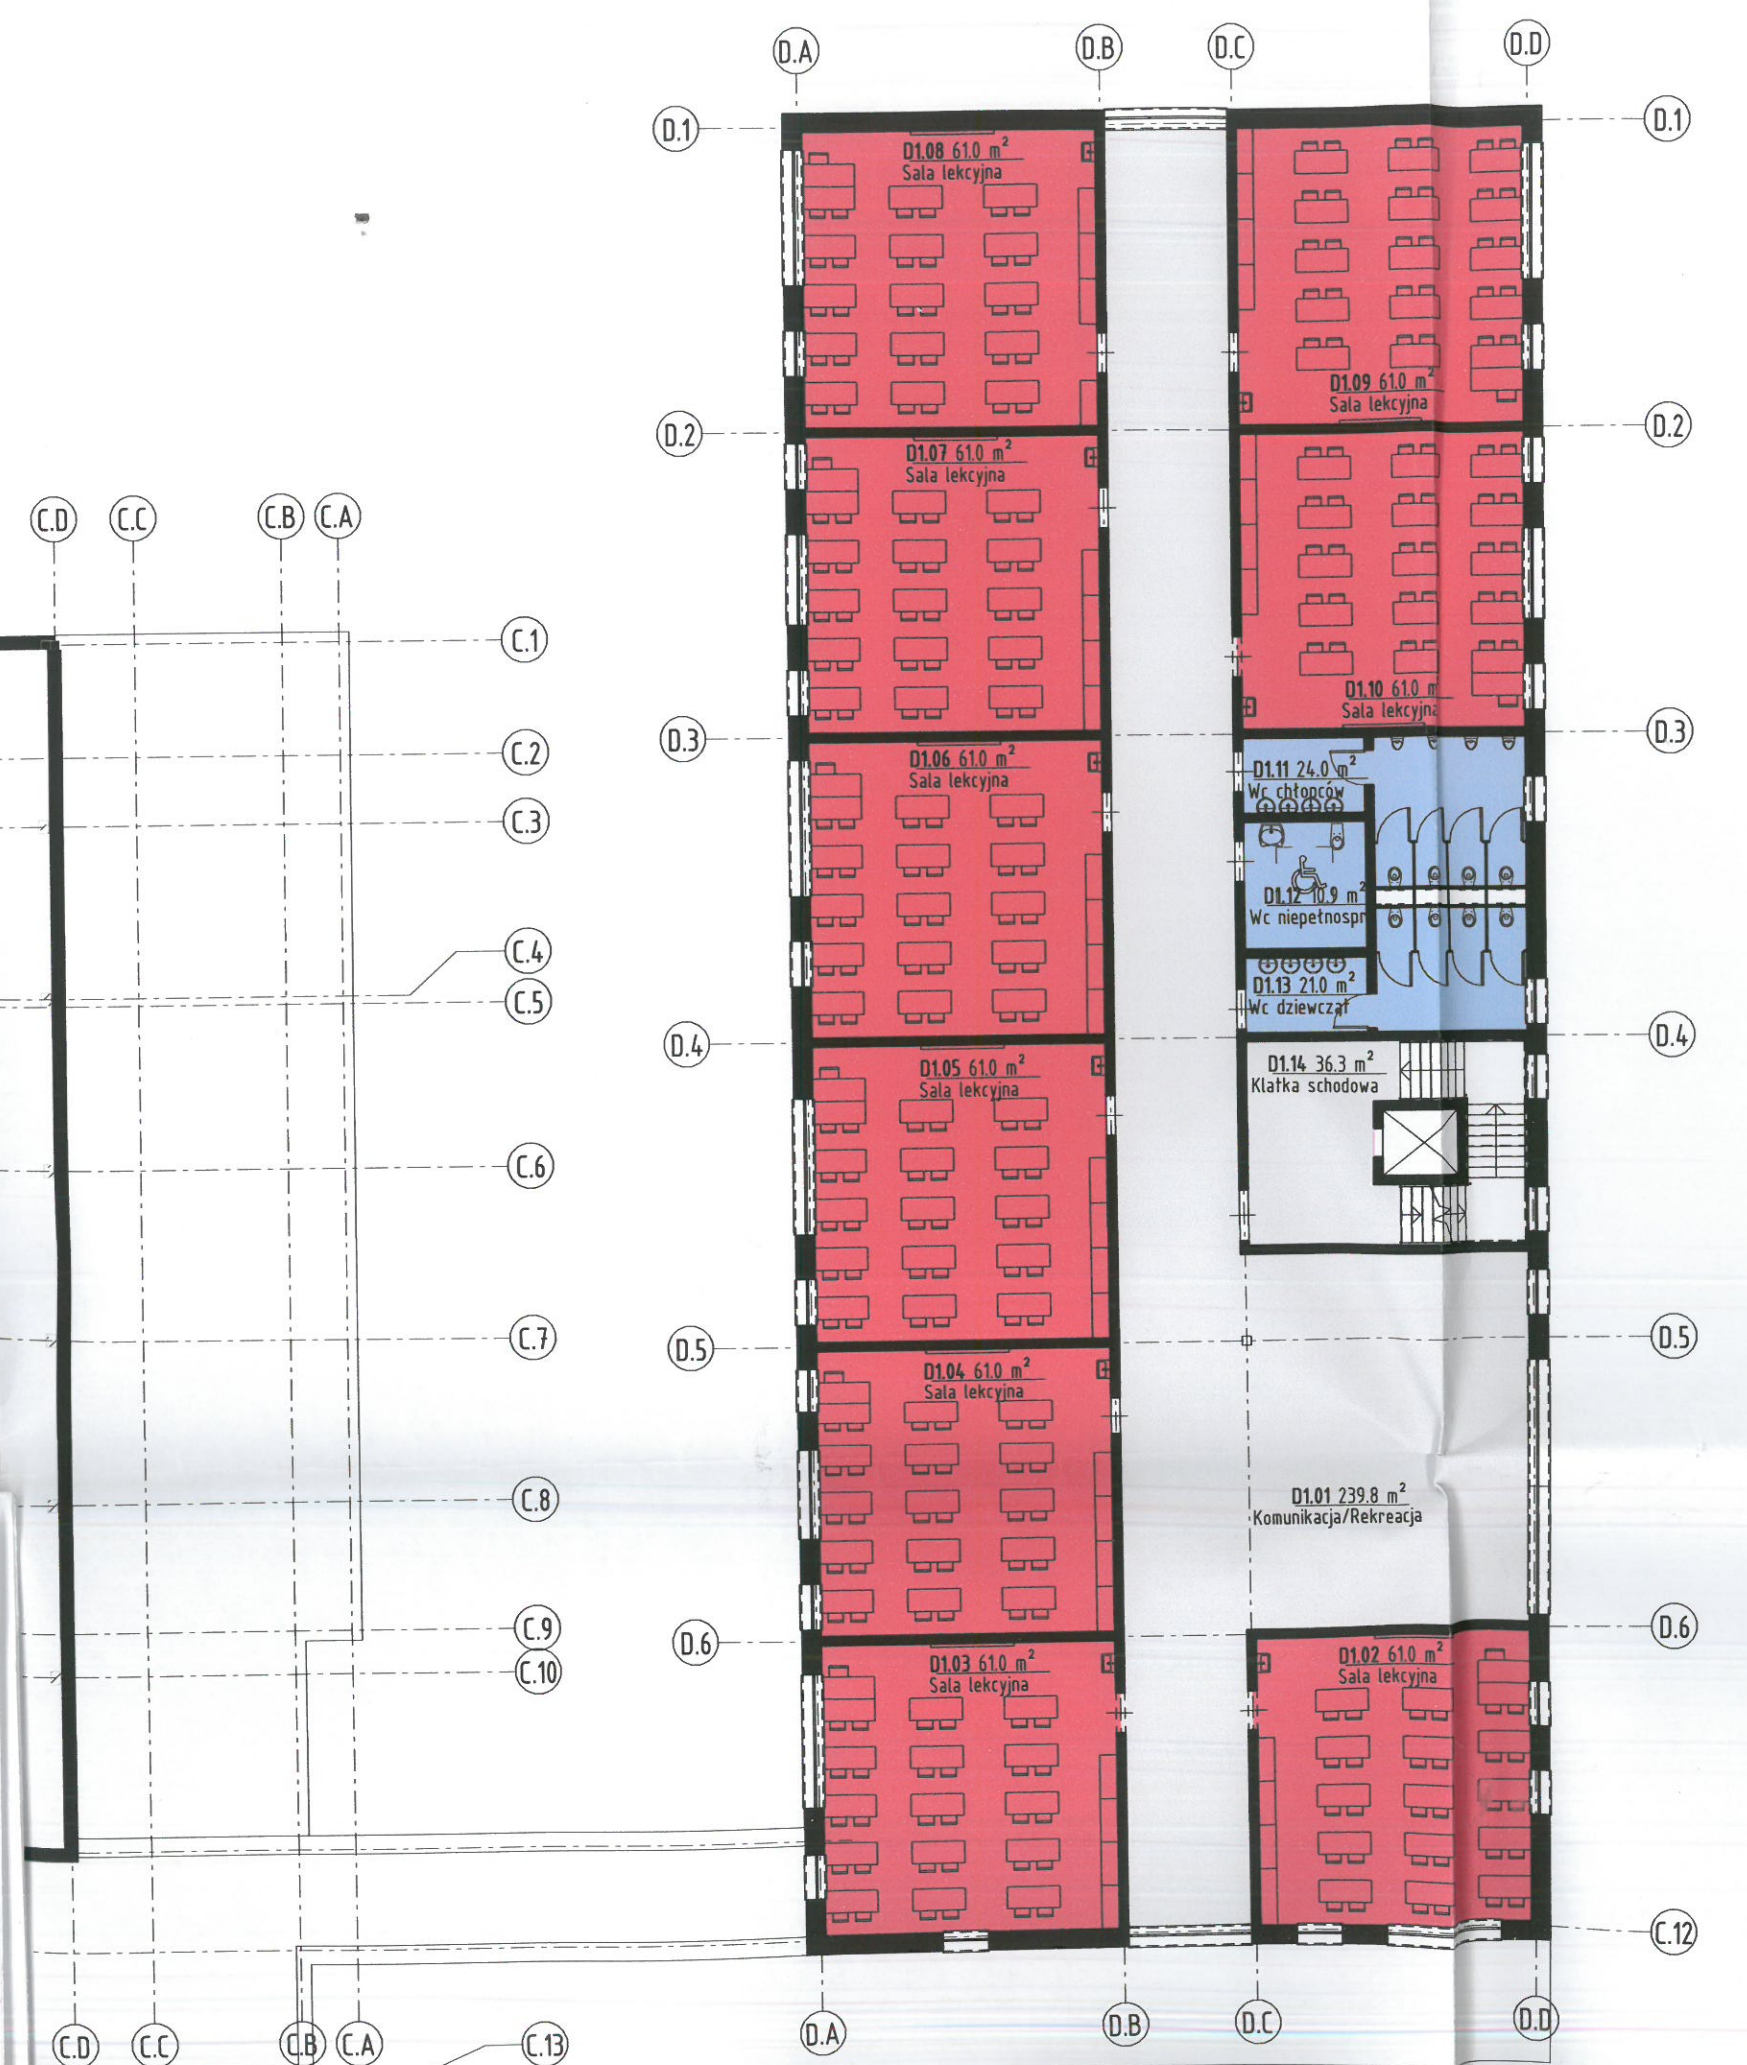 D.A
D.B
D.C
D.D
D.1
D.1
D1.08 61.0 m²
Sala lekcyjna
D1.09 61.0 m²
Sala lekcyjna
D.2
D.2
D1.07 61.0 m²
Sala lekcyjna
C.D
C.C
C.B
C.A
C.1
D1.10 61.0 m
Sala lekcyjna
D.3
D.3
C.2
D1.06 61.0 m²
Sala lekcyjna
D1.11 24.0 m²
Wc chłopców
C.3
D1.12 10.9 m²
Wc niepełnospr
C.4
C.5
D1.13 21.0 m²
Wc dziewcząt
D.4
D.4
D1.05 61.0 m²
Sala lekcyjna
D1.14 36.3 m²
Klatka schodowa
C.6
C.7
D.5
D.5
D1.04 61.0 m²
Sala lekcyjna
C.8
D1.01 239.8 m²
Komunikacja/Rekreacja
C.9
D.6
D.6
C.10
D1.03 61.0 m²
Sala lekcyjna
D1.02 61.0 m²
Sala lekcyjna
C.12
C.D
C.C
C.B
C.A
C.13
D.A
D.B
D.C
D.D